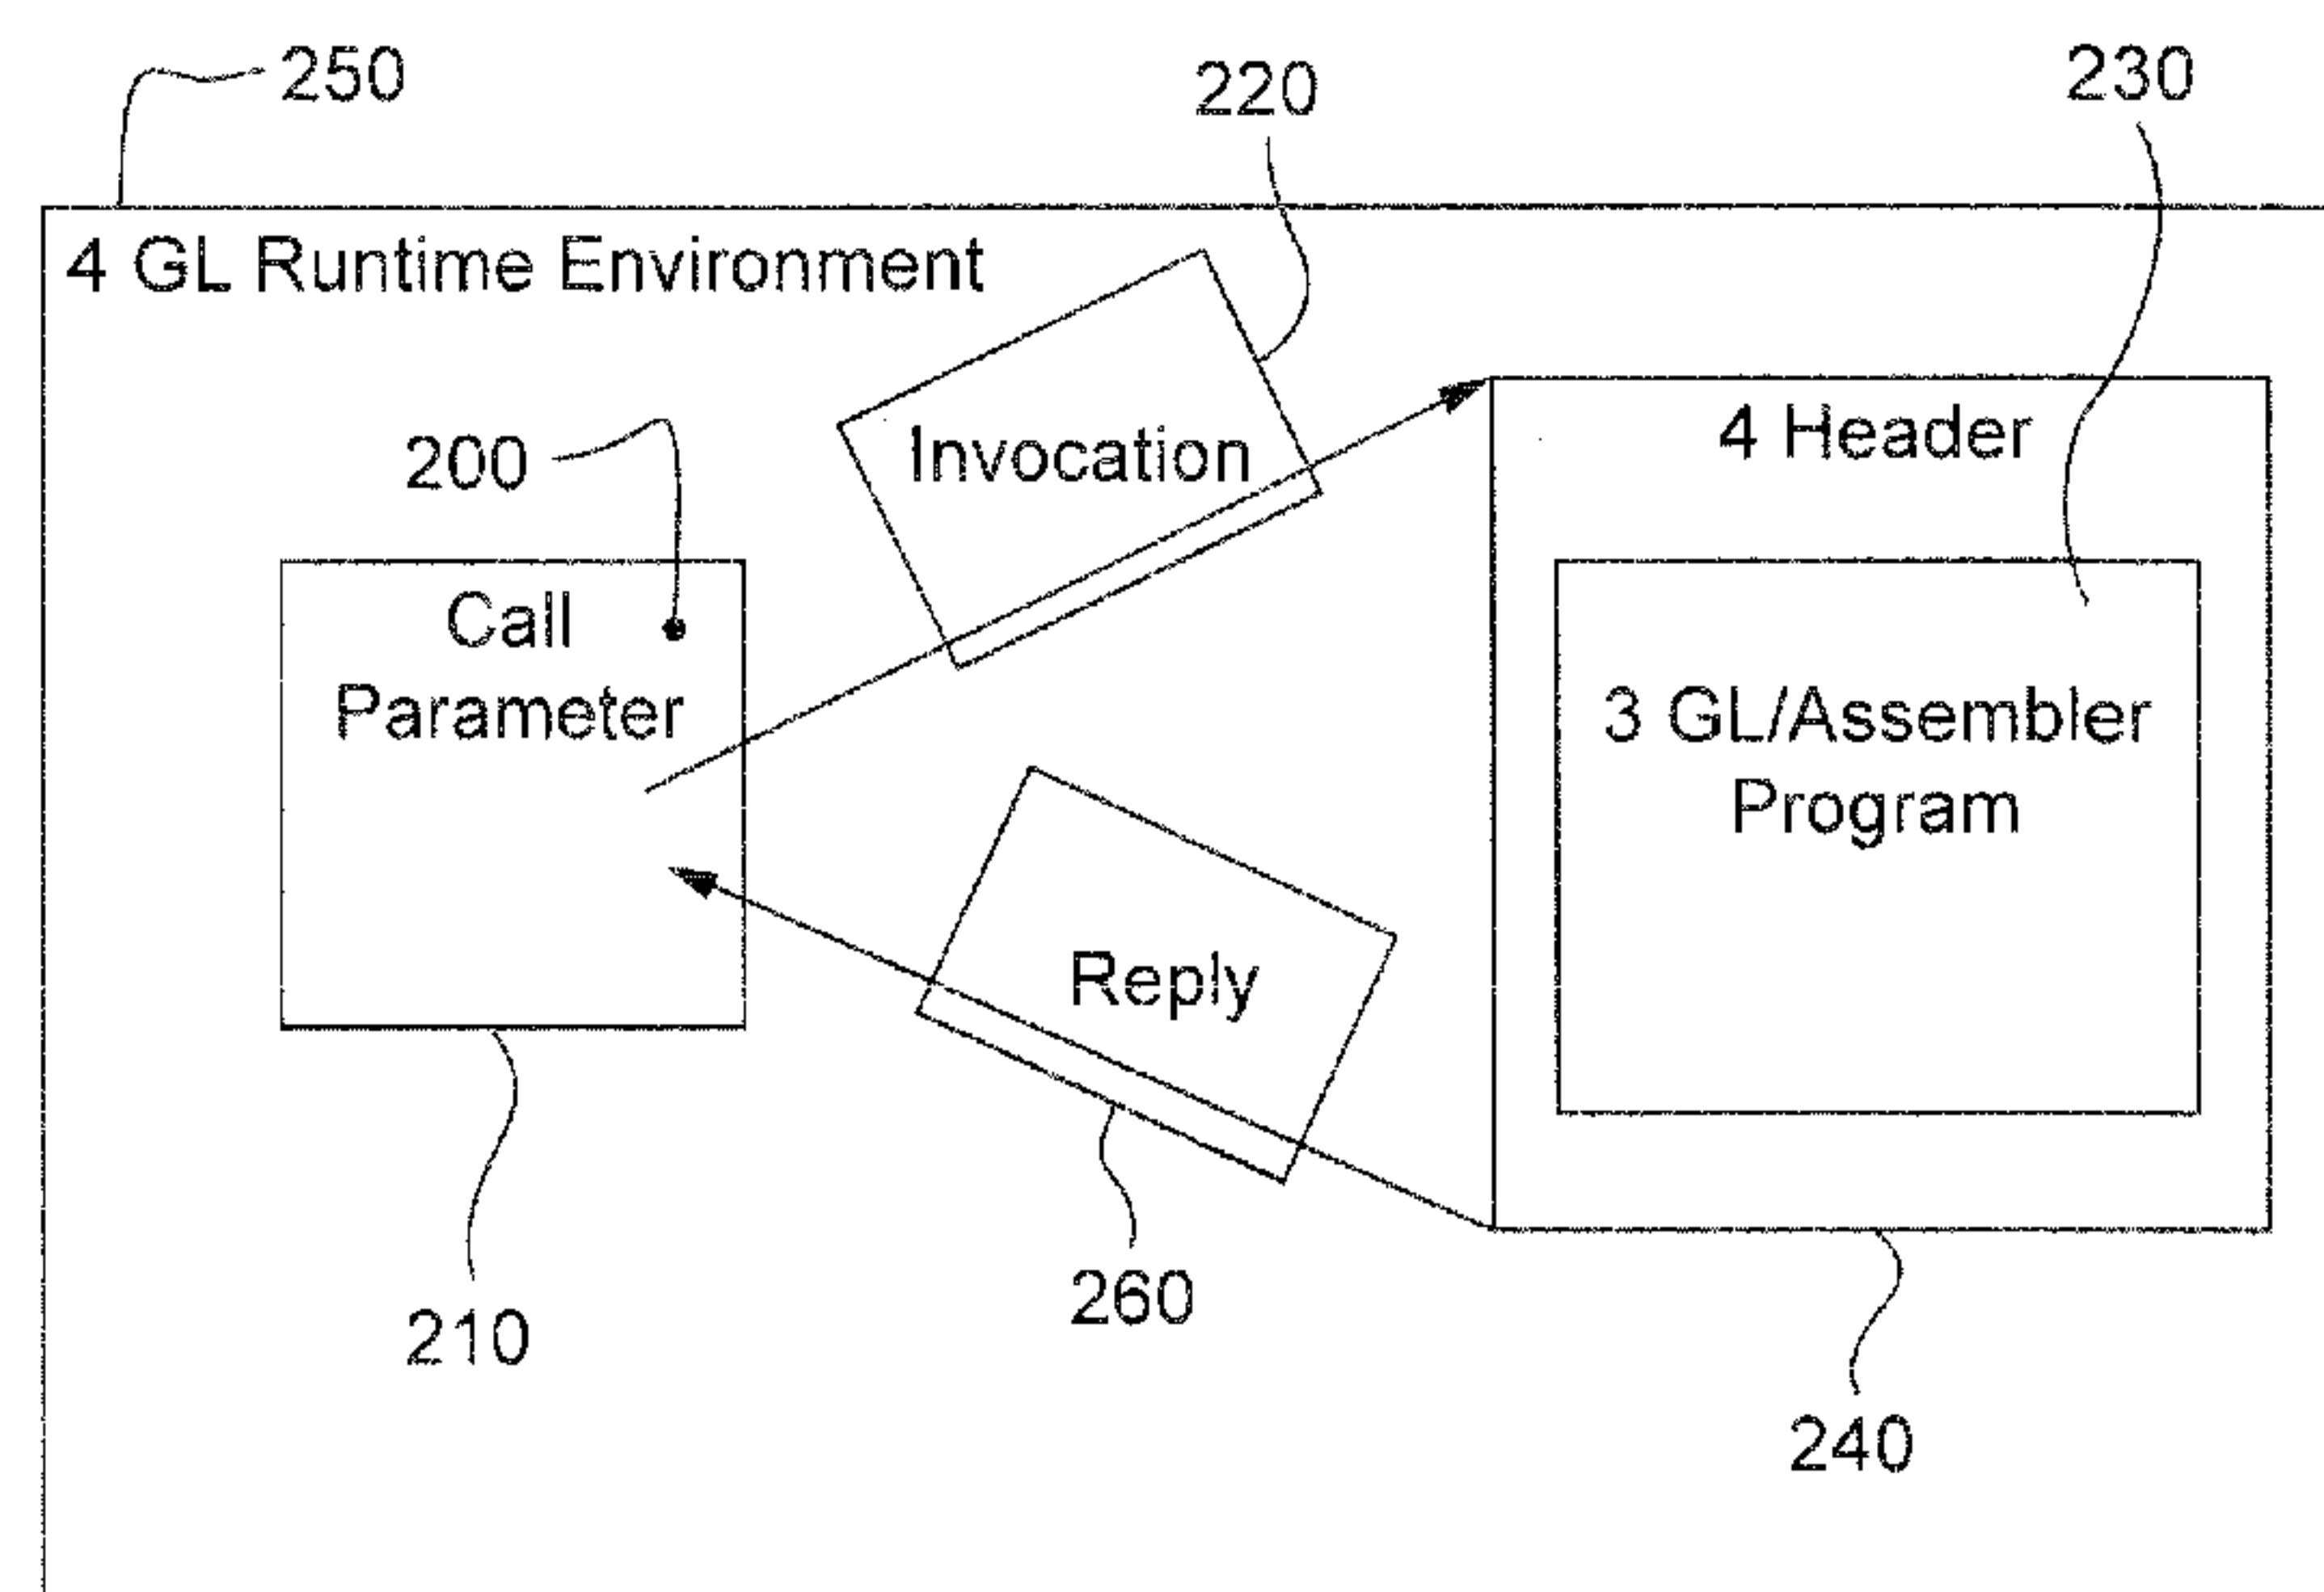 250
220
230
4 GL Runtime Environment
Invocation
4 Header
200
Call
Parameter
3 GL/Assembler
Program
Reply
260
210
240